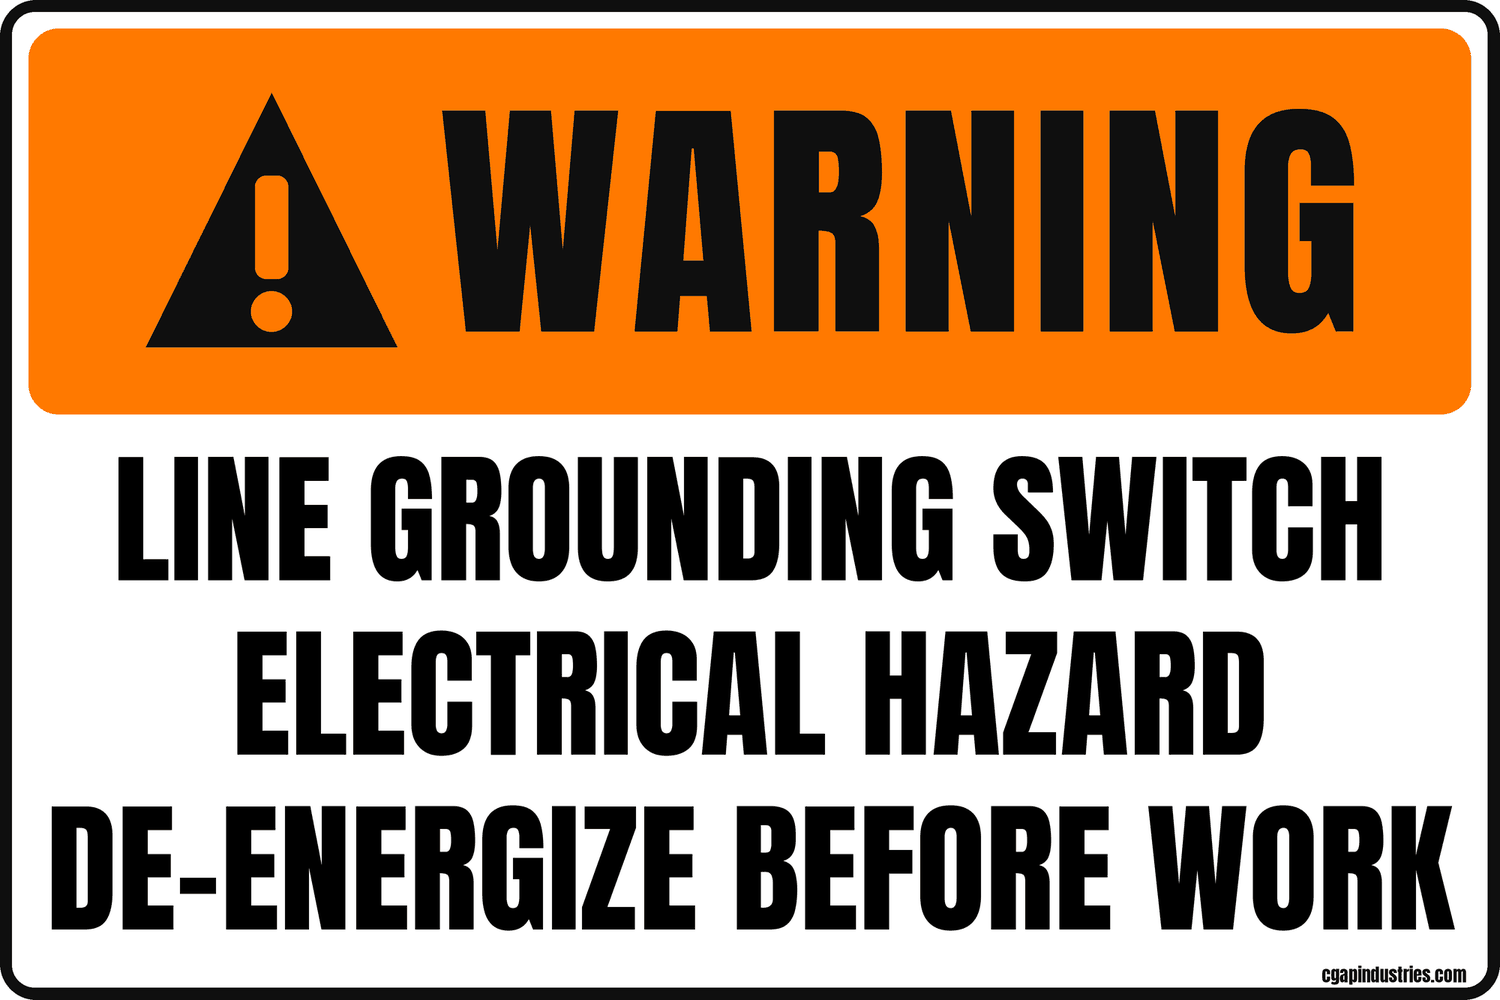 WARNING
LINE GROUNDING SWITCH
ELECTRICAL HAZARD
DE-ENERGIZE BEFORE WORK
cgapindustries.com